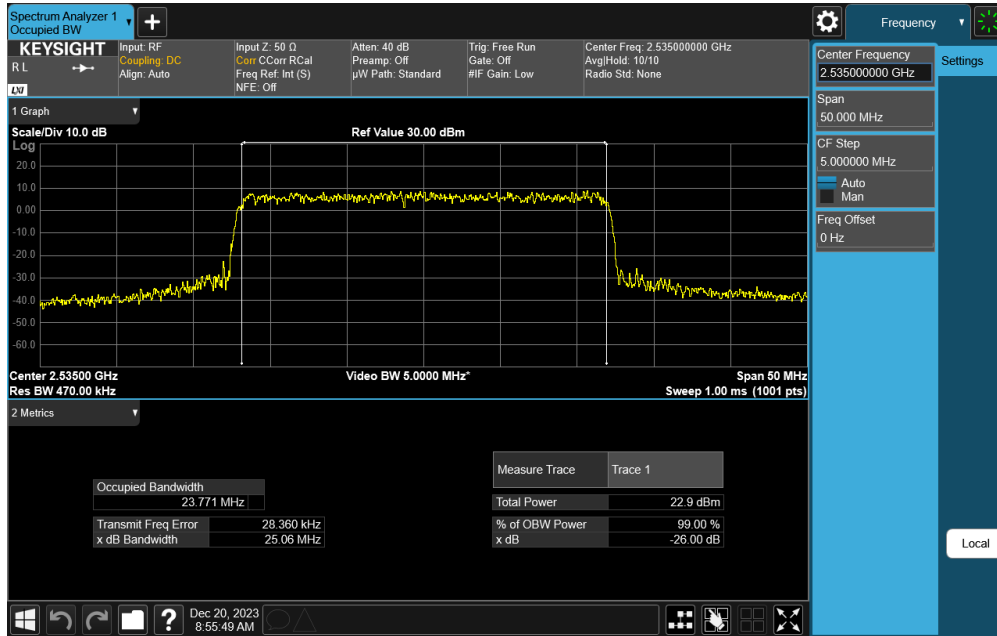 Spectrum Analyzer 1
Occupied BW
+
Frequency
KEYSIGHT
RL
LXI
Input: RF
Coupling: DC
Align: Auto
Input Z: 50 Ω
Corr CCorr RCal
Freq Ref: Int (S)
NFE: Off
Atten: 40 dB
Preamp: Off
µW Path: Standard
Trig: Free Run
Gate: Off
#IF Gain: Low
Center Freq: 2.535000000 GHz
Avg|Hold: 10/10
Radio Std: None
Center Frequency
2.535000000 GHz
Settings
Span
50.000 MHz
CF Step
5.000000 MHz
Auto
Man
Freq Offset
0 Hz
1 Graph
Scale/Div 10.0 dB
Ref Value 30.00 dBm
Log
20.0
10.0
0.00
-10.0
-20.0
-30.0
-40.0
-50.0
-60.0
Center 2.53500 GHz
Video BW 5.0000 MHz*
Span 50 MHz
Res BW 470.00 kHz
Sweep 1.00 ms (1001 pts)
2 Metrics
Measure Trace Trace 1
Occupied Bandwidth
23.771 MHz
Total Power 22.9 dBm
Transmit Freq Error 28.360 kHz
% of OBW Power 99.00 %
x dB Bandwidth 25.06 MHz
x dB -26.00 dB
Local
?
Dec 20, 2023
8:55:49 AM